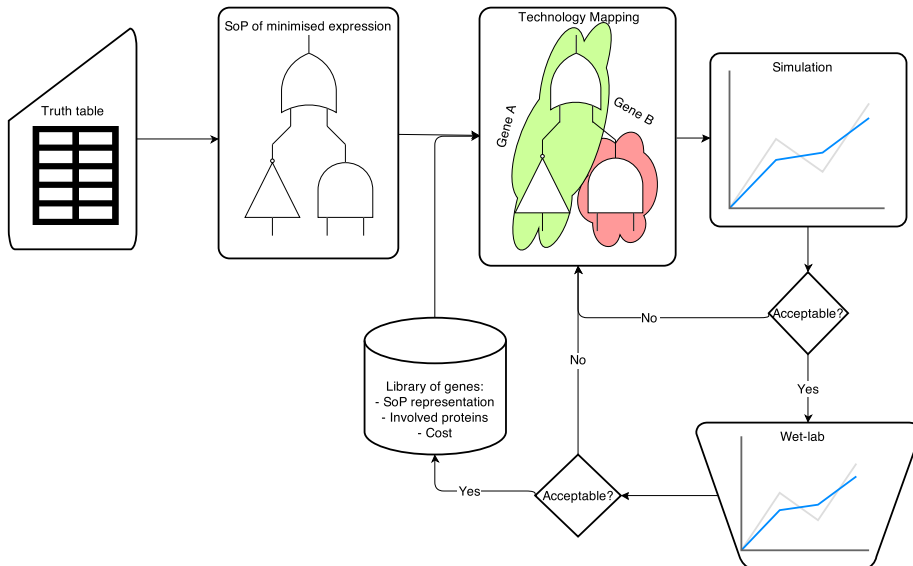 Truth table
SoP of minimised expression
Technology Mapping
Gene A
Gene B
Simulation
Acceptable?
No
Yes
Wet-lab
Acceptable?
No
Yes
Library of genes:
- SoP representation
- Involved proteins
- Cost